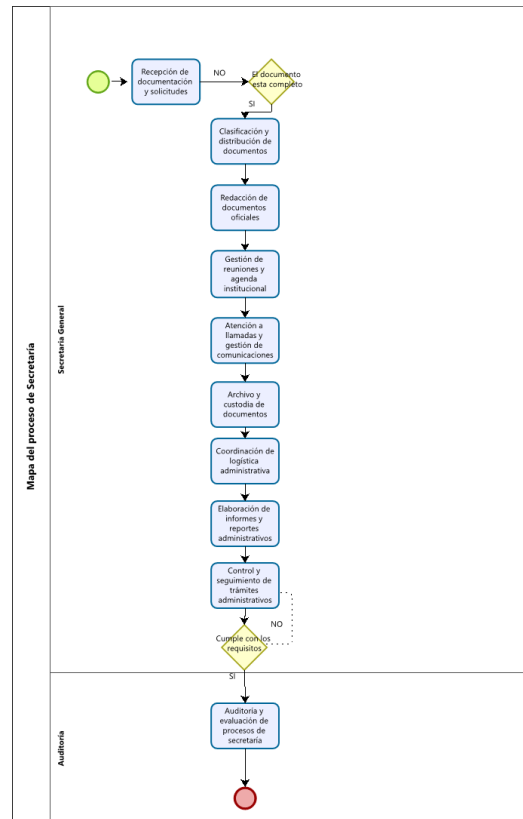 Mapa del proceso de Secretaría
Secretaria General
Recepción de
documentación
y solicitudes
NO
El documento
esta completo
SI
Clasificación y
distribución de
documentos
Redacción de
documentos
oficiales
Gestión de
reuniones y
agenda
institucional
Atención a
llamadas y
gestión de
comunicaciones
Archivo y
custodia de
documentos
Coordinación de
logística
administrativa
Elaboración de
informes y
reportes
administrativos
Control y
seguimiento de
trámites
administrativos
NO
Cumple con los
requisitos
SI
Auditoría
Auditoría y
evaluación de
procesos de
secretaría